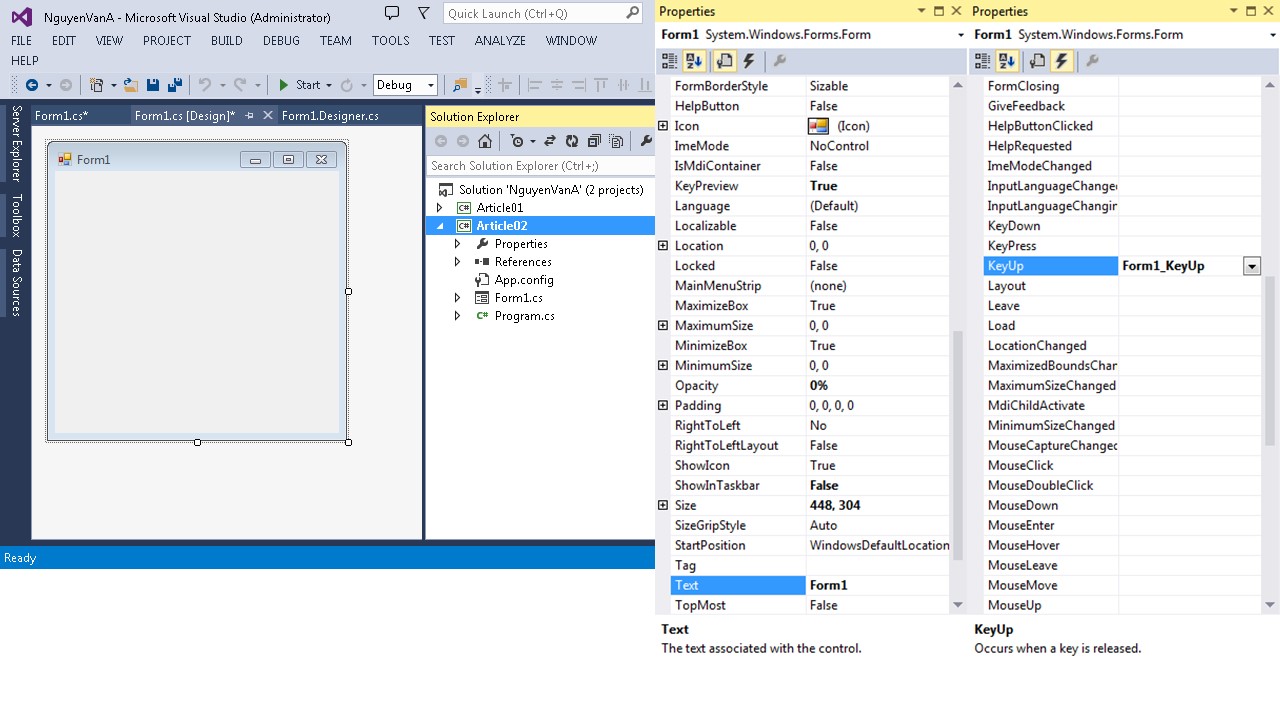 NguyenVanA - Microsoft Visual Studio (Administrator)
Quick Launch (Ctrl+Q)
FILE EDIT VIEW PROJECT BUILD DEBUG TEAM TOOLS TEST ANALYZE WINDOW
HELP
Start
Debug
Server Explorer
Toolbox
Data Sources
Form1.cs*
Form1.cs [Design]*
Form1.Designer.cs
Form1
Solution Explorer
Search Solution Explorer (Ctrl+;)
Solution 'NguyenVanA' (2 projects)
Article01
Article02
Properties
References
App.config
Form1.cs
Program.cs
Ready
Properties
Form1 System.Windows.Forms.Form
FormBorderStyle Sizable
HelpButton False
Icon (Icon)
ImeMode NoControl
IsMdiContainer False
KeyPreview True
Language (Default)
Localizable False
Location 0, 0
Locked False
MainMenuStrip (none)
MaximizeBox True
MaximumSize 0, 0
MinimizeBox True
MinimumSize 0, 0
Opacity 0%
Padding 0, 0, 0, 0
RightToLeft No
RightToLeftLayout False
ShowIcon True
ShowInTaskbar False
Size 448, 304
SizeGripStyle Auto
StartPosition WindowsDefaultLocation
Tag
Text Form1
TopMost False
Text
The text associated with the control.
Properties
Form1 System.Windows.Forms.Form
FormClosing
GiveFeedback
HelpButtonClicked
HelpRequested
ImeModeChanged
InputLanguageChanged
InputLanguageChangin
KeyDown
KeyPress
KeyUp Form1_KeyUp
Layout
Leave
Load
LocationChanged
MaximizedBoundsChan
MaximumSizeChanged
MdiChildActivate
MinimumSizeChanged
MouseCaptureChanged
MouseClick
MouseDoubleClick
MouseDown
MouseEnter
MouseHover
MouseLeave
MouseMove
MouseUp
KeyUp
Occurs when a key is released.